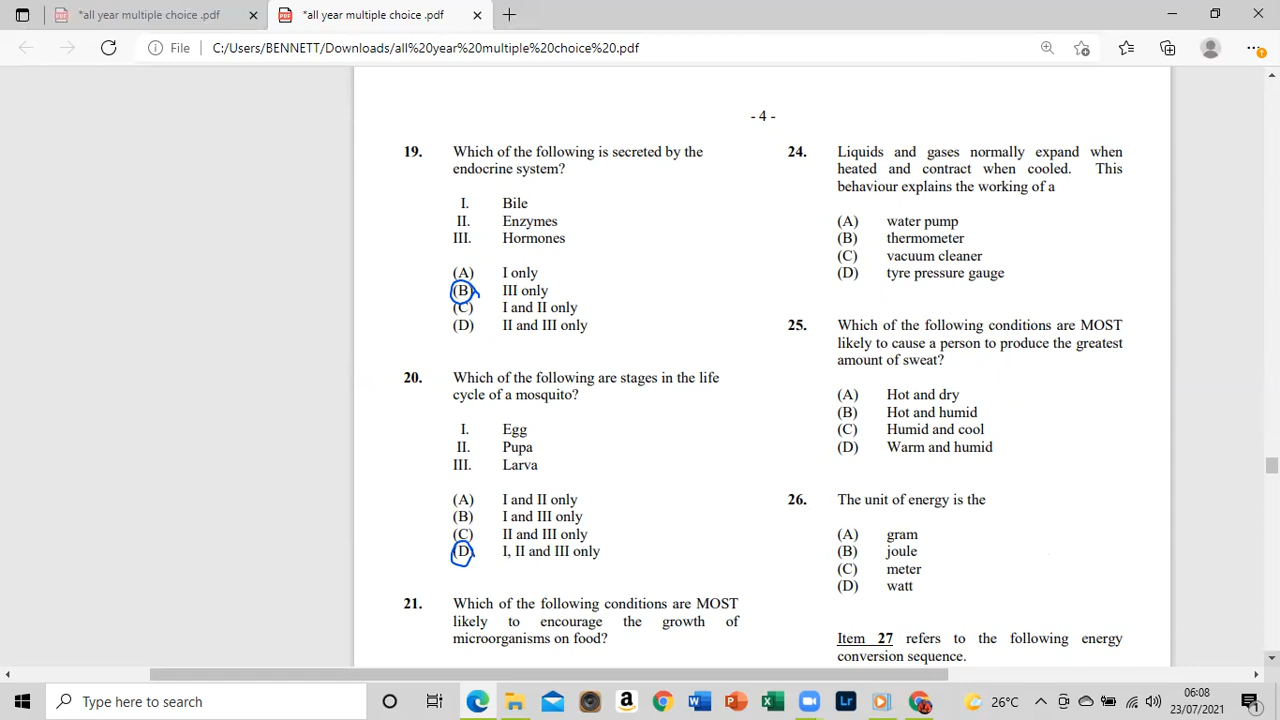 *all year multiple choice .pdf
*all year multiple choice .pdf
File
C:/Users/BENNETT/Downloads/all%20year%20multiple%20choice%20.pdf
- 4 -
19. Which of the following is secreted by the
endocrine system?
I. Bile
II. Enzymes
III. Hormones
(A) I only
(B) III only
(C) I and II only
(D) II and III only
20. Which of the following are stages in the life
cycle of a mosquito?
I. Egg
II. Pupa
III. Larva
(A) I and II only
(B) I and III only
(C) II and III only
(D) I, II and III only
21. Which of the following conditions are MOST
likely to encourage the growth of
microorganisms on food?
24. Liquids and gases normally expand when
heated and contract when cooled. This
behaviour explains the working of a
(A) water pump
(B) thermometer
(C) vacuum cleaner
(D) tyre pressure gauge
25. Which of the following conditions are MOST
likely to cause a person to produce the greatest
amount of sweat?
(A) Hot and dry
(B) Hot and humid
(C) Humid and cool
(D) Warm and humid
26. The unit of energy is the
(A) gram
(B) joule
(C) meter
(D) watt
Item 27 refers to the following energy
conversion sequence.
Type here to search
26°C
06:08
23/07/2021